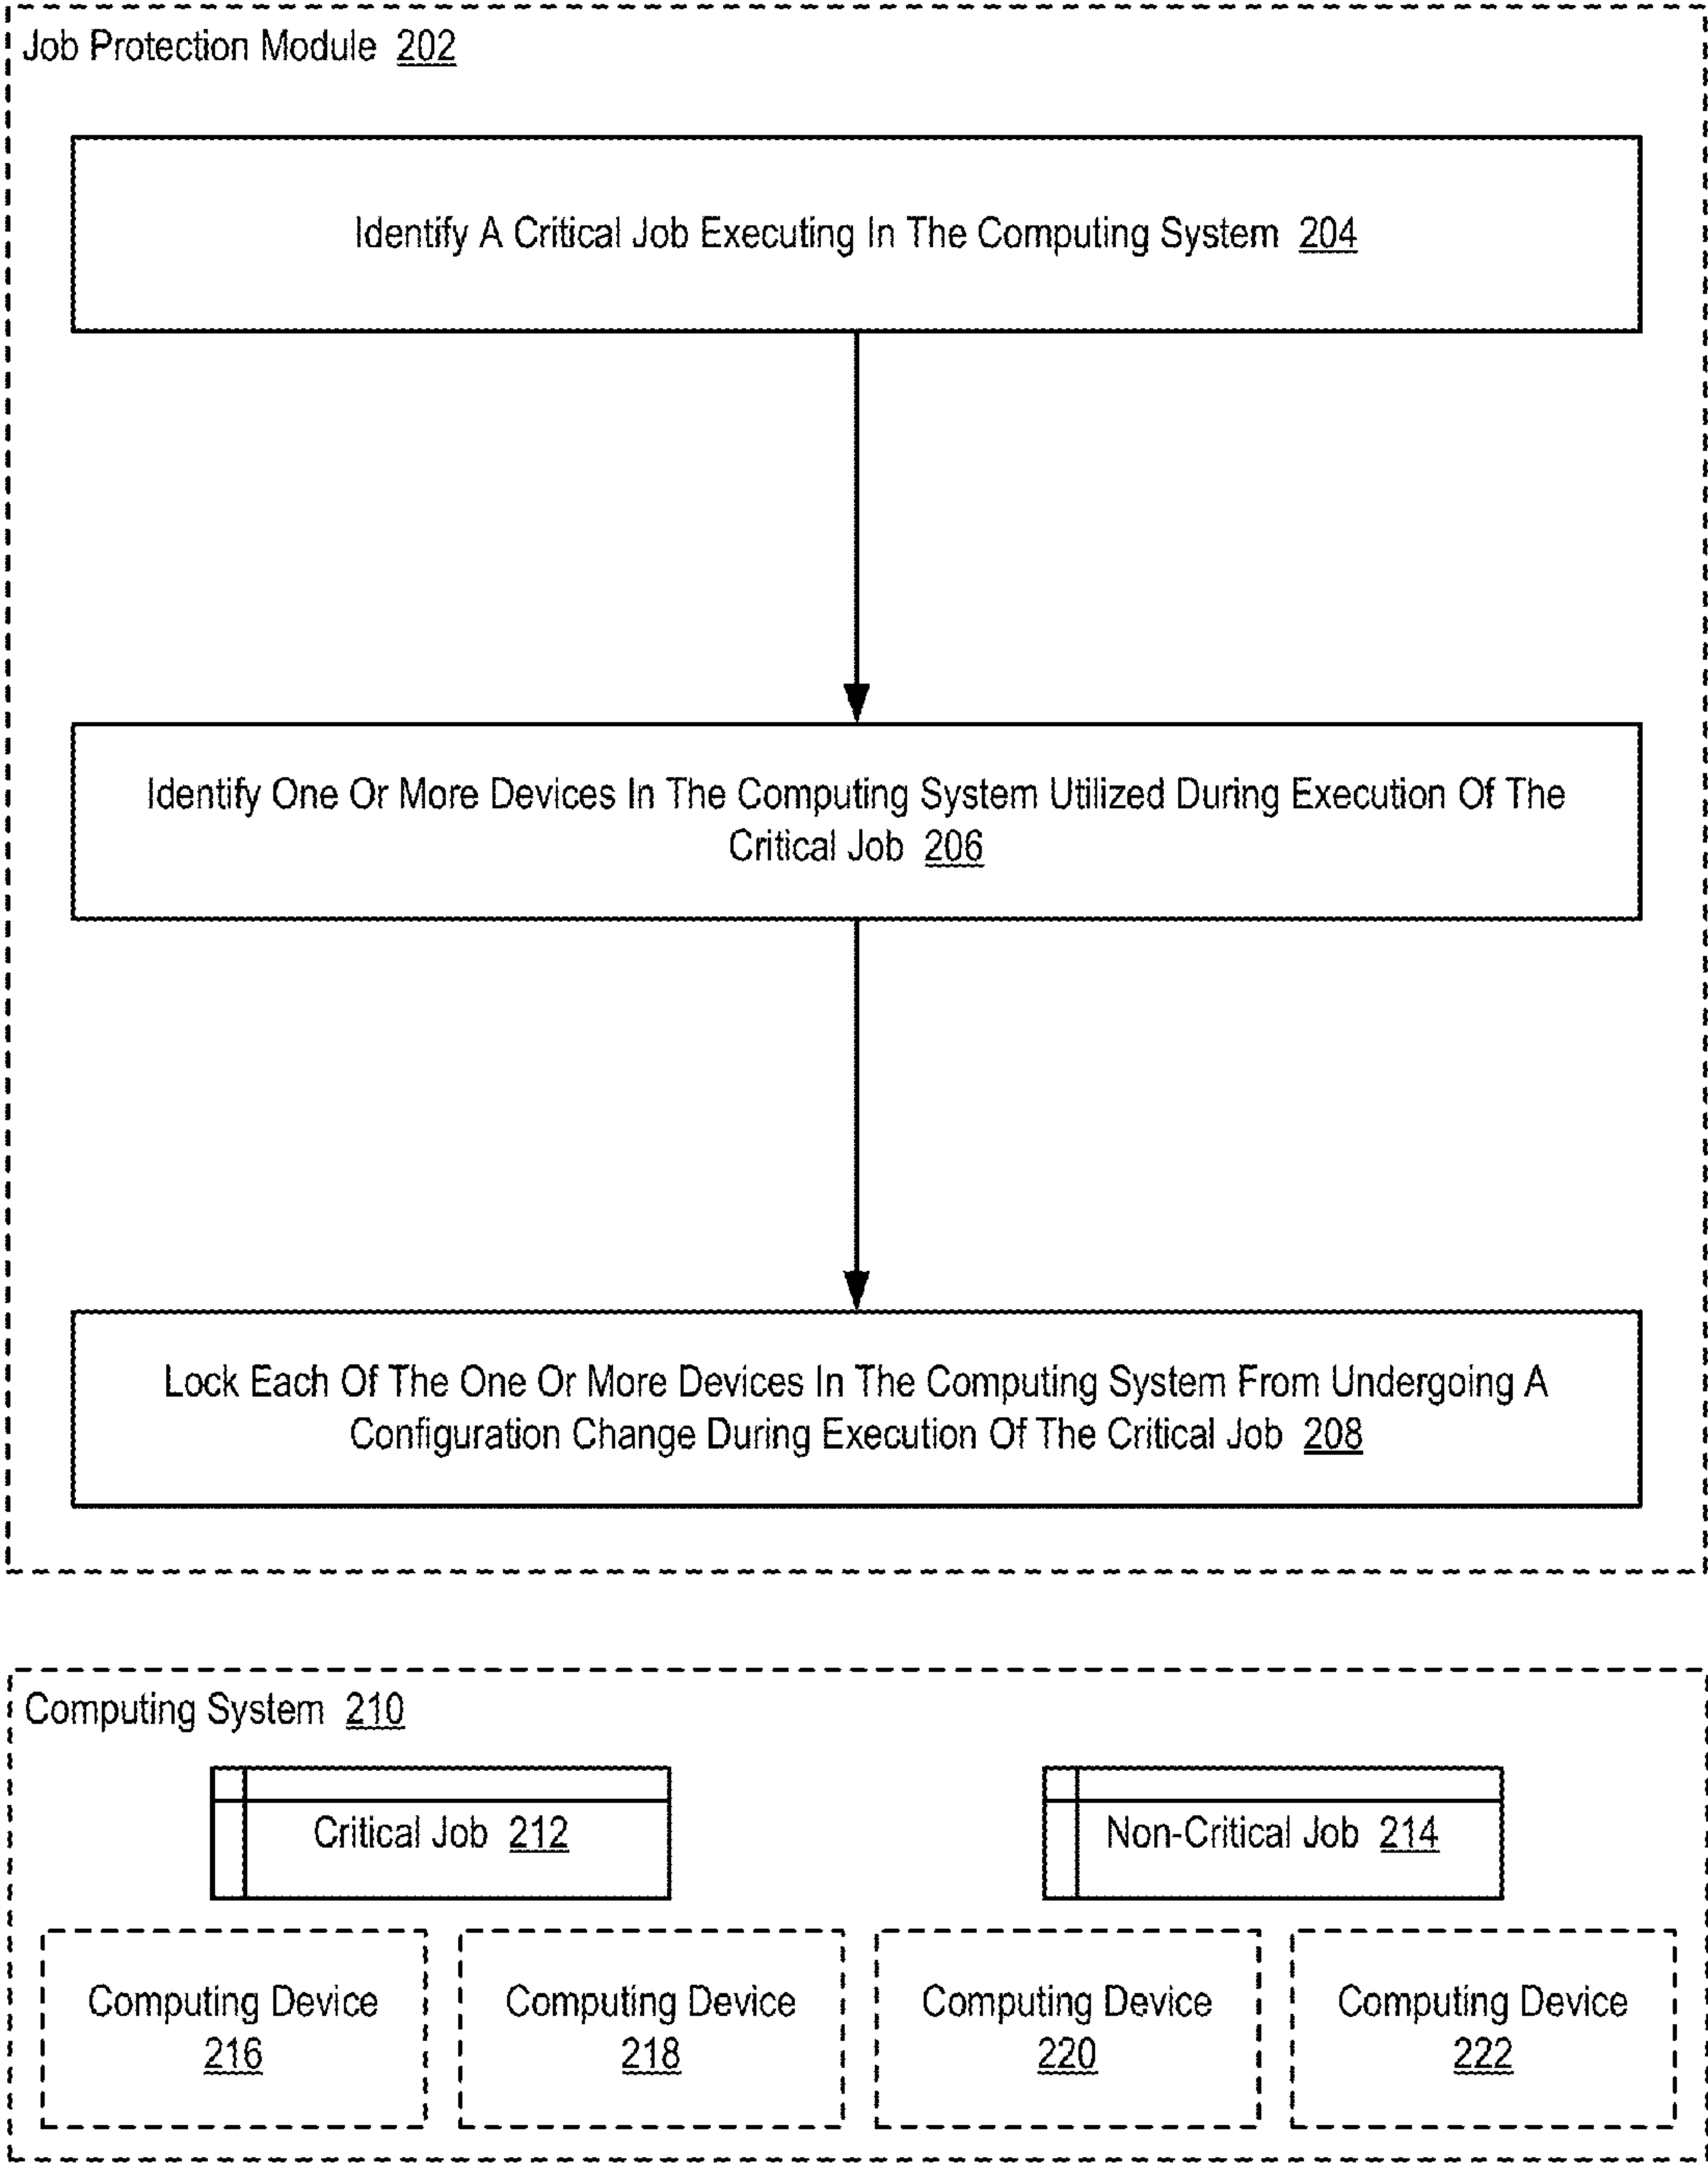 Job Protection Module 202
Identify A Critical Job Executing In The Computing System 204
Identify One Or More Devices In The Computing System Utilized During Execution Of The
Critical Job 206
Lock Each Of The One Or More Devices In The Computing System From Undergoing A
Configuration Change During Execution Of The Critical Job 208
Computing System 210
Critical Job 212
Non-Critical Job 214
Computing Device
216
Computing Device
218
Computing Device
220
Computing Device
222